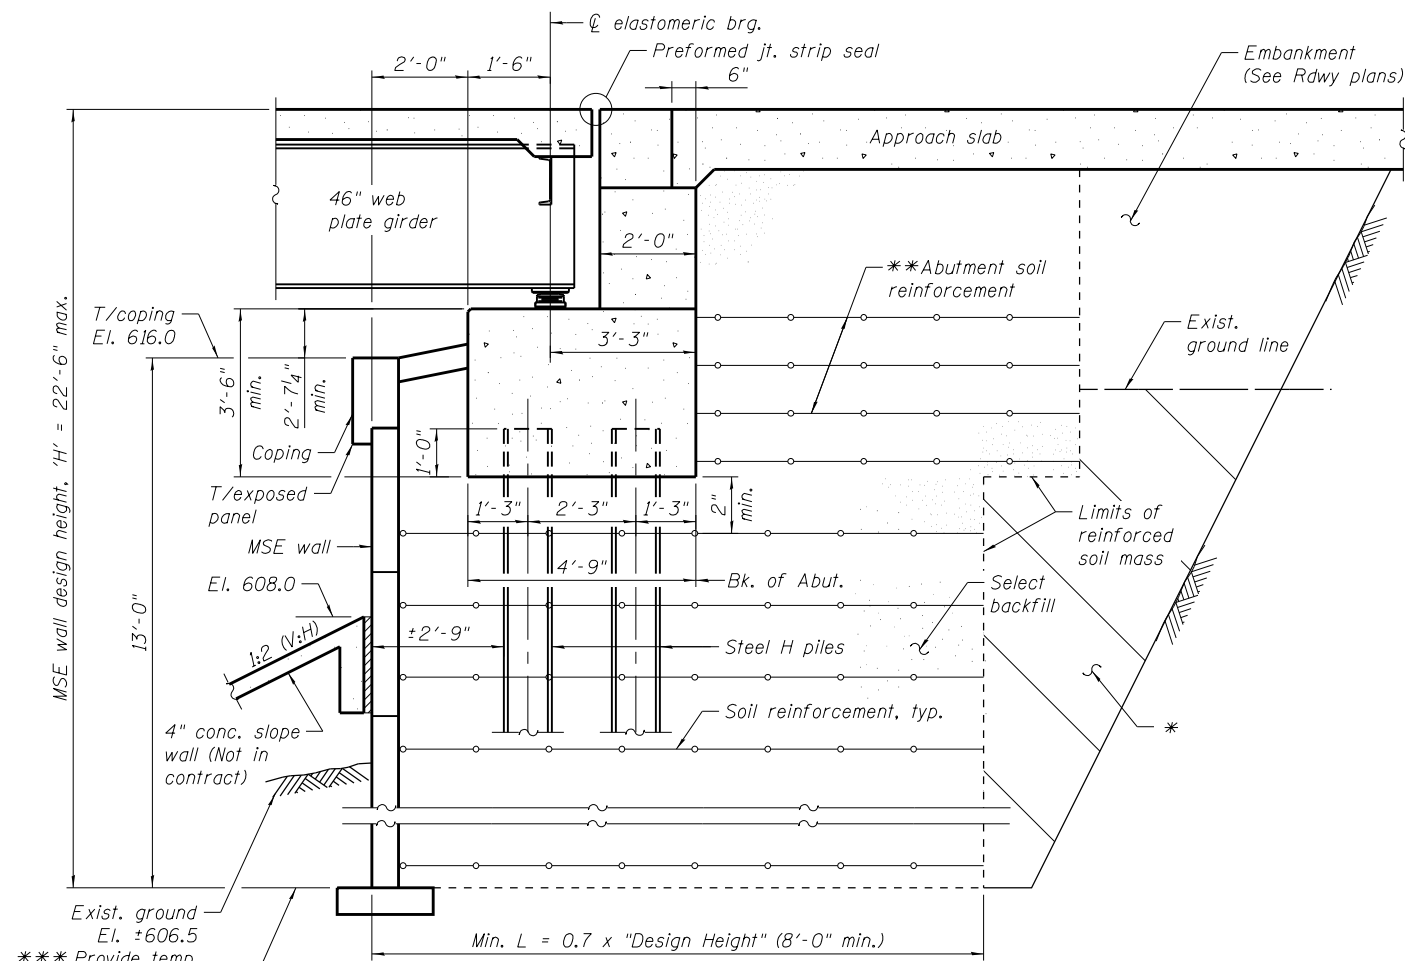 ℄ elastomeric brg.
Preformed jt. strip seal
2'-0"
1'-6"
6"
Embankment
(See Rdwy plans)
Approach slab
46" web
plate girder
2'-0"
**Abutment soil
reinforcement
T/coping
El. 616.0
Exist.
ground line
3'-3"
MSE wall design height, 'H' = 22'-6" max.
3'-6"
min.
2'-7¼"
min.
Coping
1'-0"
T/exposed
panel
1'-3"
2'-3"
1'-3"
2"
min.
Limits of
reinforced
soil mass
MSE wall
4'-9"
Bk. of Abut.
El. 608.0
Select
backfill
13'-0"
1:2 (V:H)
±2'-9"
Steel H piles
Soil reinforcement, typ.
*
4" conc. slope
wall (Not in
contract)
Exist. ground
El. ±606.5
Min. L = 0.7 x "Design Height" (8'-0" min.)
*** Provide temp.